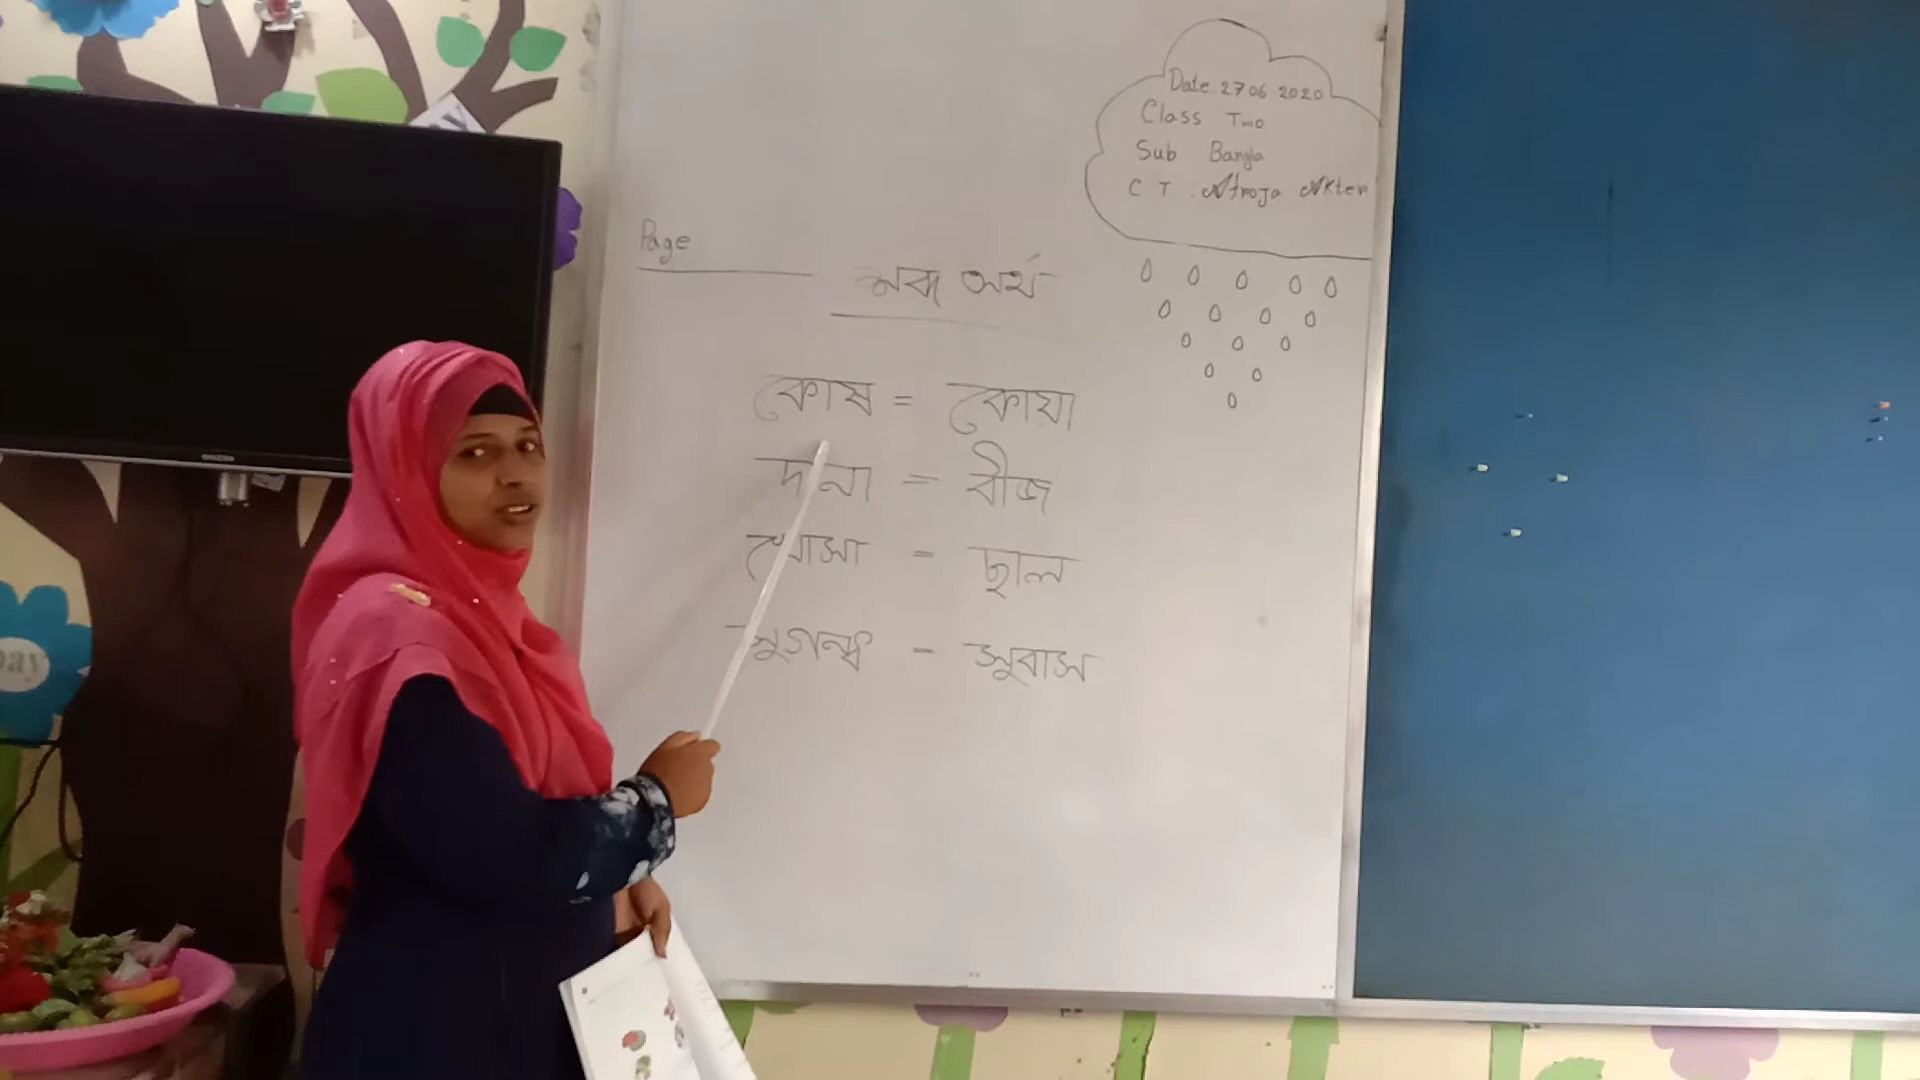 Date 27 06 2020
Class Two
Sub Bangla
C T : Afroja Akter
Page
শব্দ অর্থ
কোষ = কোয়া
দানা = বীজ
খোসা = ছাল
সুগন্ধ = সুবাস